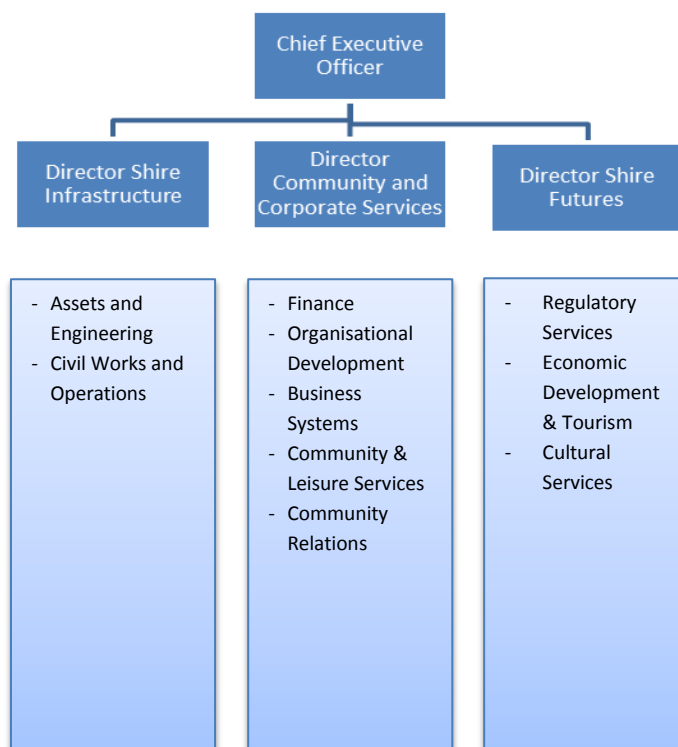 Chief Executive
Officer
Director Shire
Infrastructure
Director
Community and
Corporate Services
Director Shire
Futures
- Assets and
Engineering
- Civil Works and
Operations
- Finance
- Organisational
Development
- Business
Systems
- Community &
Leisure Services
- Community
Relations
- Regulatory
Services
- Economic
Development
& Tourism
- Cultural
Services